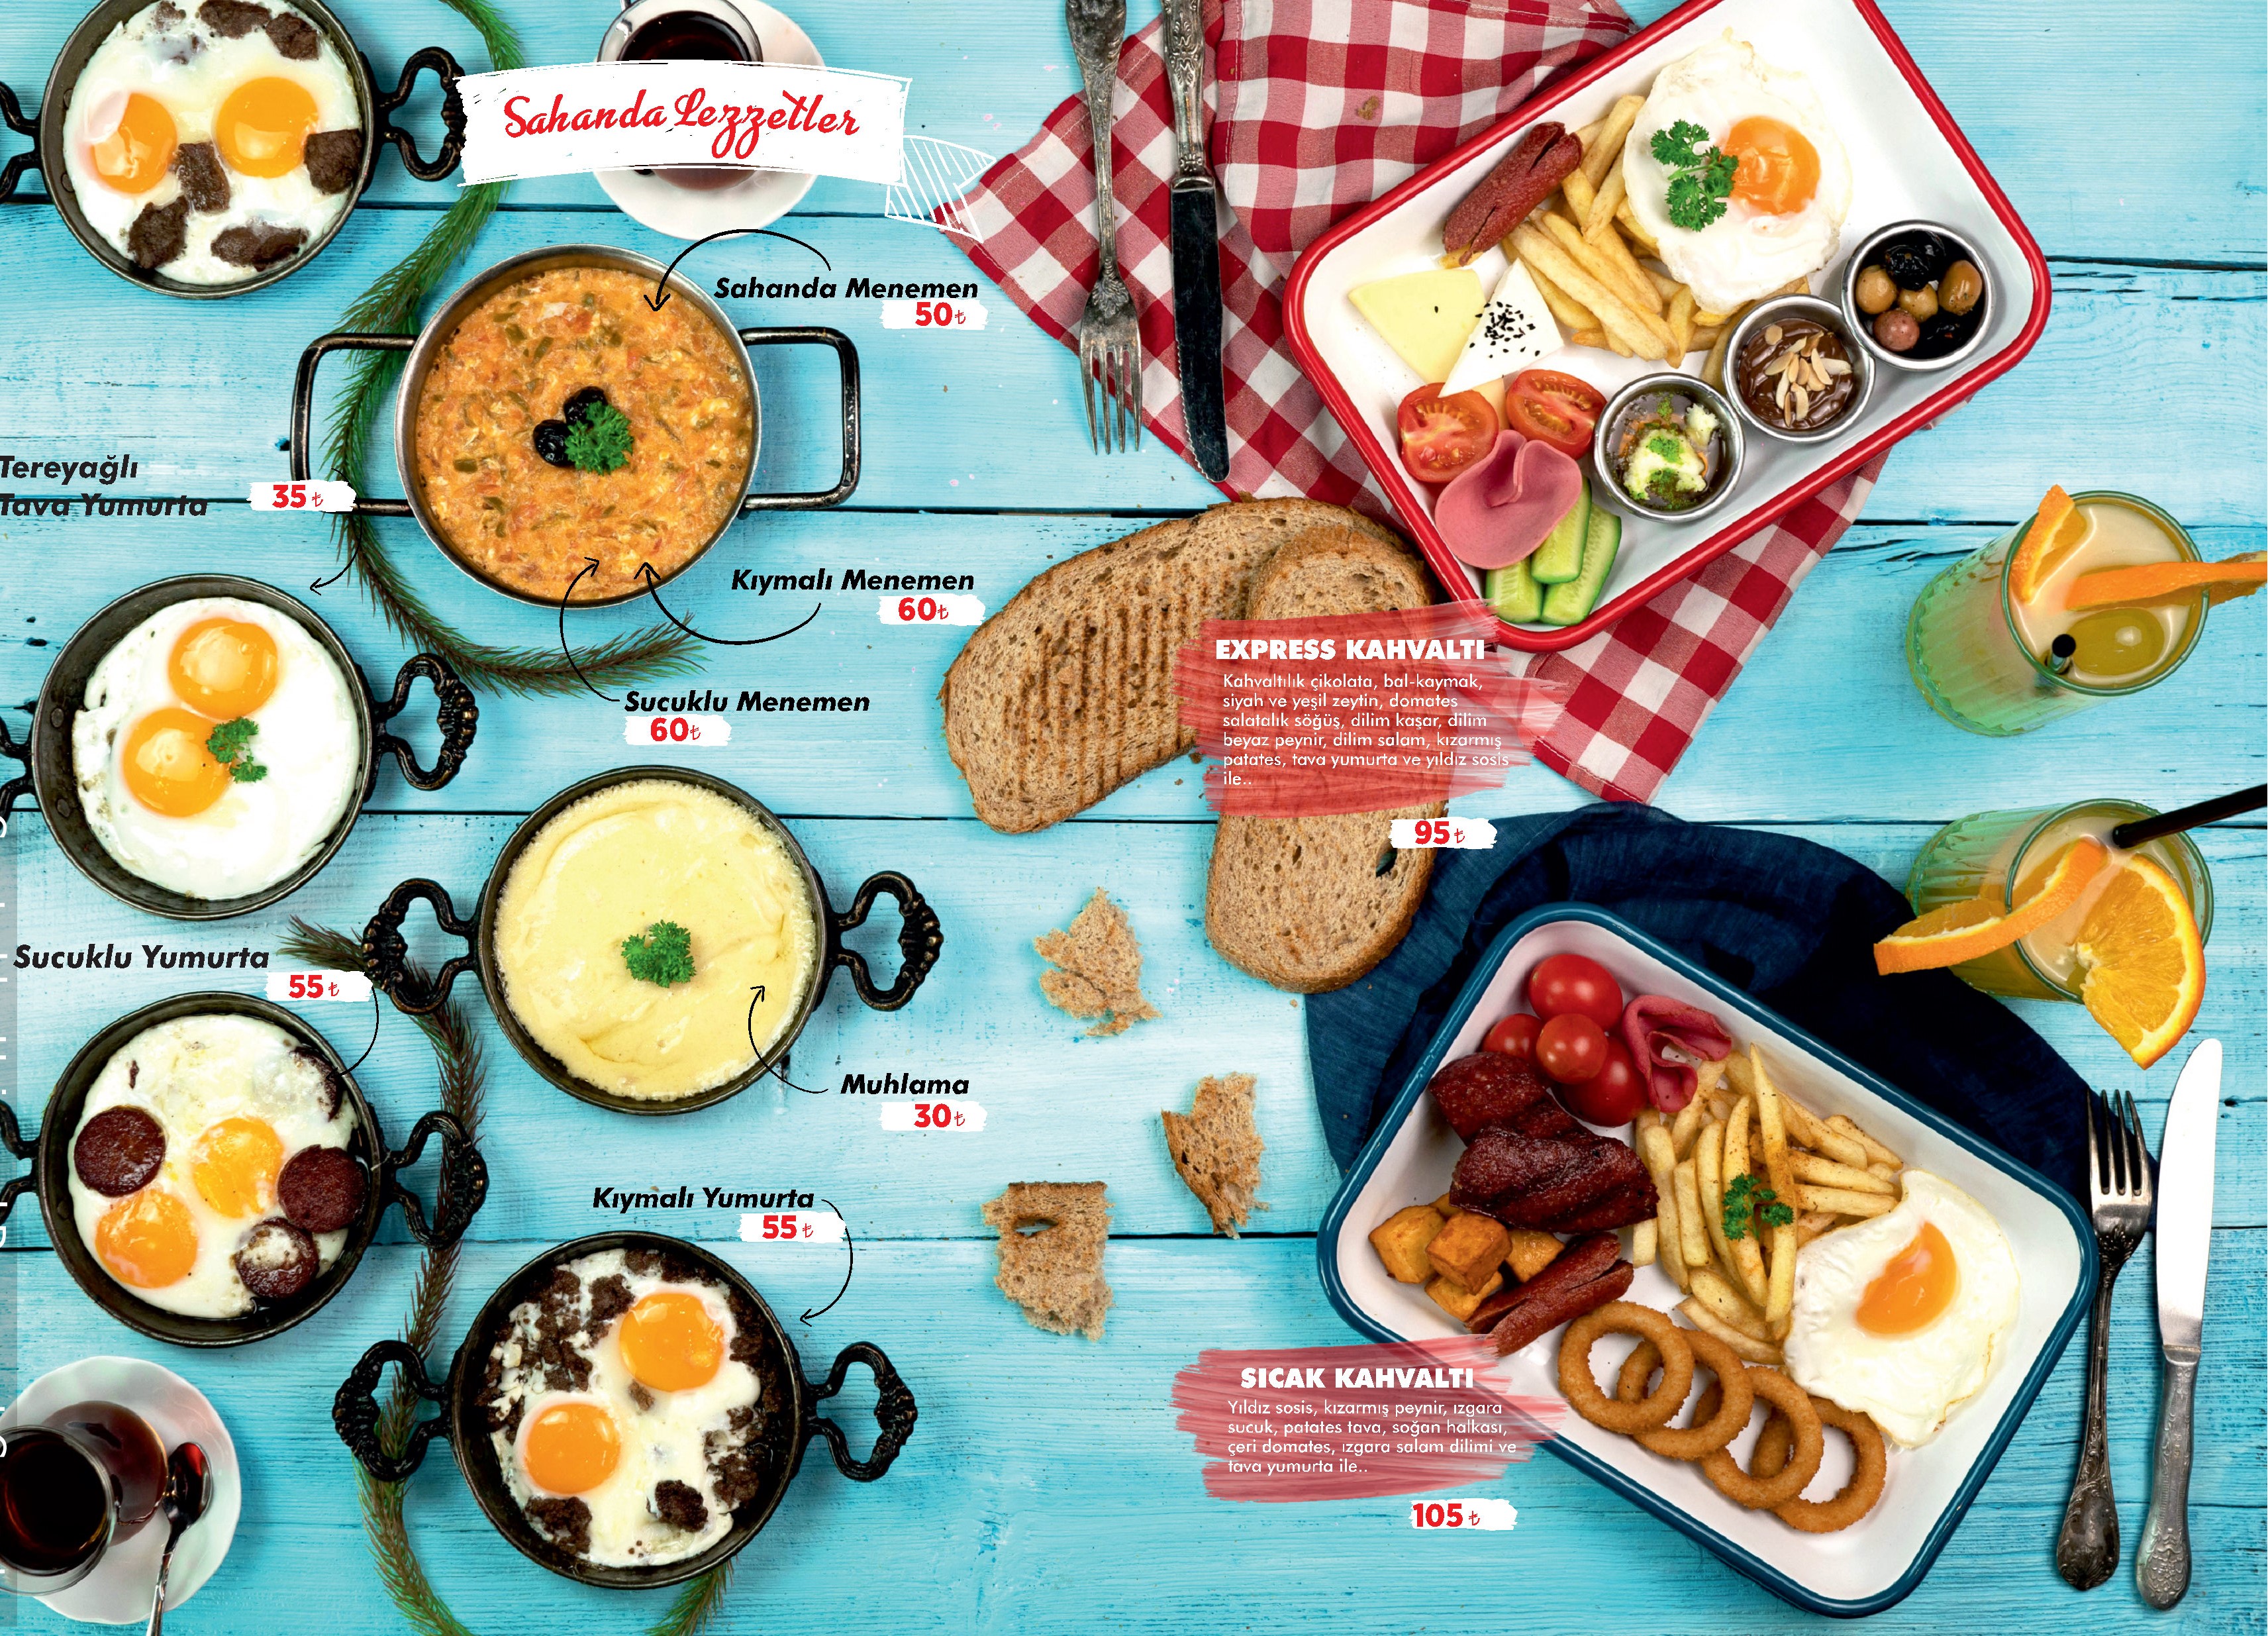 Sahanda Lezzetler
Sahanda Menemen
50₺
Tereyağlı
Tava Yumurta
35₺
Kıymalı Menemen
60₺
Sucuklu Menemen
60₺
Sucuklu Yumurta
55₺
Muhlama
30₺
Kıymalı Yumurta
55₺
EXPRESS KAHVALTI
Kahvaltılık çikolata, bal-kaymak,
siyah ve yeşil zeytin, domates
salatalık söğüş, dilim kaşar, dilim
beyaz peynir, dilim salam, kızarmış
patates, tava yumurta ve yıldız sosis
ile..
95₺
SICAK KAHVALTI
Yıldız sosis, kızarmış peynir, ızgara
sucuk, patates tava, soğan halkası,
çeri domates, ızgara salam dilimi ve
tava yumurta ile..
105₺